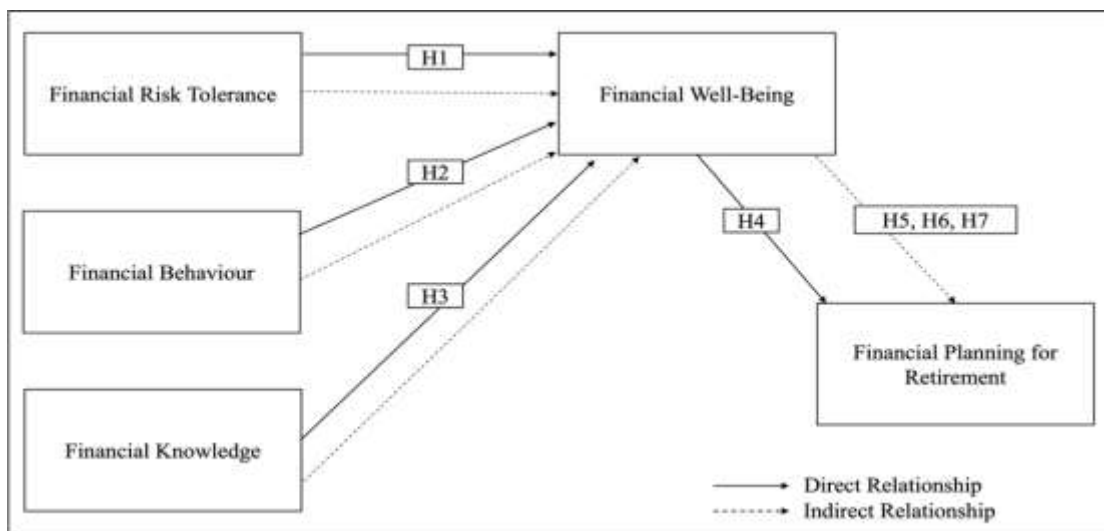 Financial Risk Tolerance
H1
Financial Well-Being
H2
Financial Behaviour
H4
H5, H6, H7
H3
Financial Planning for
Retirement
Financial Knowledge
Direct Relationship
Indirect Relationship